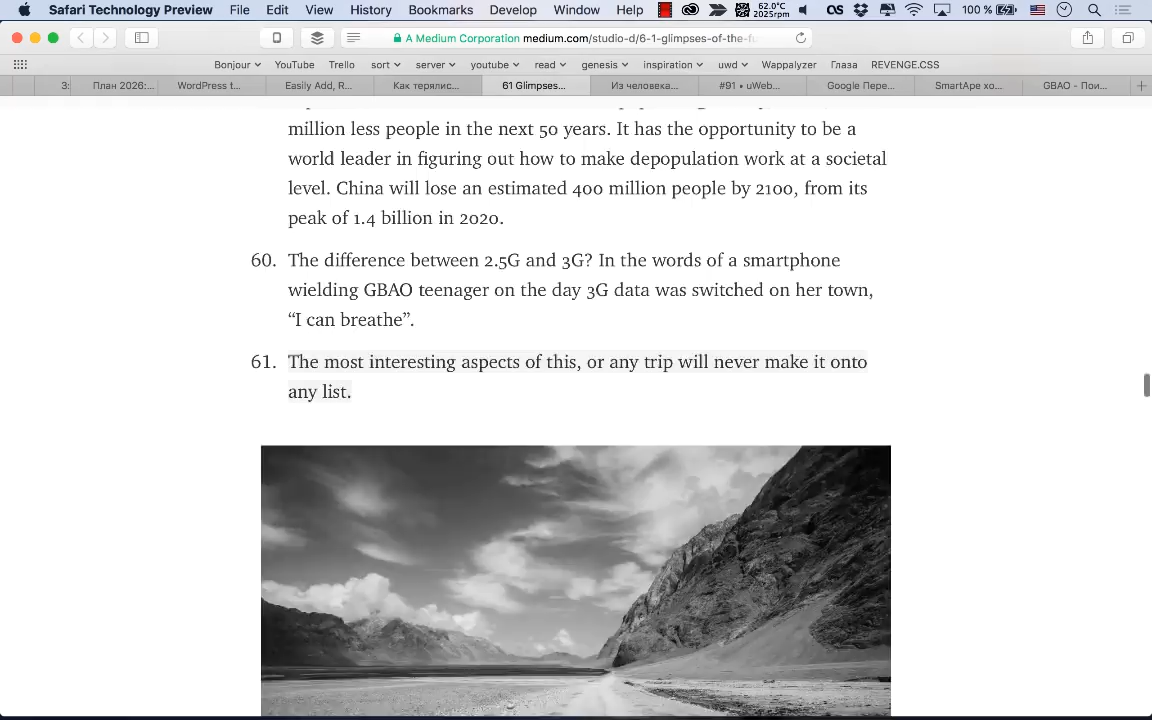 Safari Technology Preview File Edit View History Bookmarks Develop Window Help 62.0°C 2025rpm 100 %
A Medium Corporation medium.com/studio-d/6-1-glimpses-of-the-fu
Bonjour YouTube Trello sort server youtube read genesis inspiration uwd Wappalyzer Глаза REVENGE.CSS
3: План 2026:... WordPress t... Easily Add, R... Как терялис... 61 Glimpses... Из человека... #91 • uWeb... Google Пере... SmartApe хо... GBAO - Пои...
million less people in the next 50 years. It has the opportunity to be a
world leader in figuring out how to make depopulation work at a societal
level. China will lose an estimated 400 million people by 2100, from its
peak of 1.4 billion in 2020.
60. The difference between 2.5G and 3G? In the words of a smartphone
wielding GBAO teenager on the day 3G data was switched on her town,
“I can breathe”.
61. The most interesting aspects of this, or any trip will never make it onto
any list.